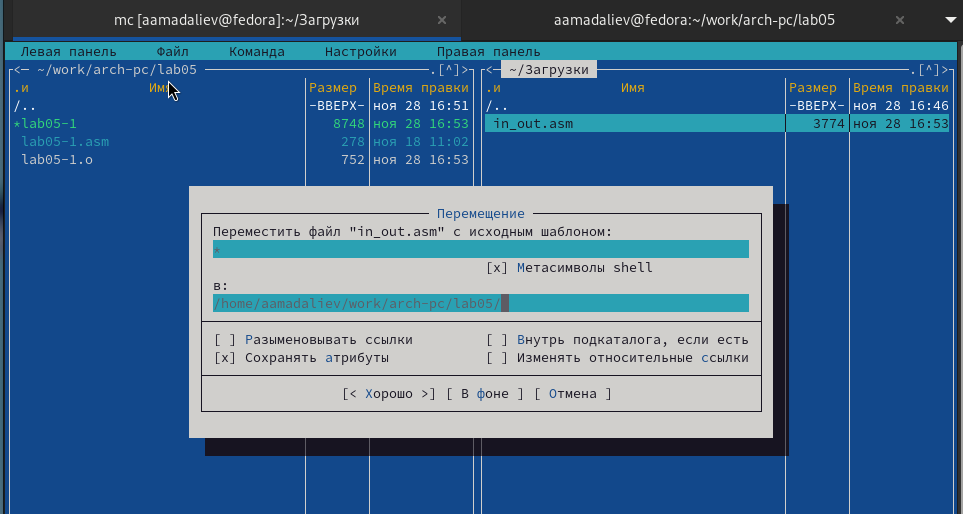 mc [aamadaliev@fedora]:~/Загрузки × aamadaliev@fedora:~/work/arch-pc/lab05 ×
Левая панель Файл Команда Настройки Правая панель
<─ ~/work/arch-pc/lab05 .[^]> <─ ~/Загрузки .[^]>
.и Имя Размер Время правки .и Имя Размер Время правки
/.. -ВВЕРХ- ноя 28 16:51 /.. -ВВЕРХ- ноя 28 16:46
*lab05-1 8748 ноя 28 16:53 in_out.asm 3774 ноя 28 16:53
lab05-1.asm 278 ноя 18 11:02
lab05-1.o 752 ноя 28 16:53
Перемещение
Переместить файл "in_out.asm" с исходным шаблоном:
*
[x] Метасимволы shell
в:
/home/aamadaliev/work/arch-pc/lab05/
[ ] Разыменовывать ссылки [ ] Внутрь подкаталога, если есть
[x] Сохранять атрибуты [ ] Изменять относительные ссылки
[< Хорошо >] [ В фоне ] [ Отмена ]